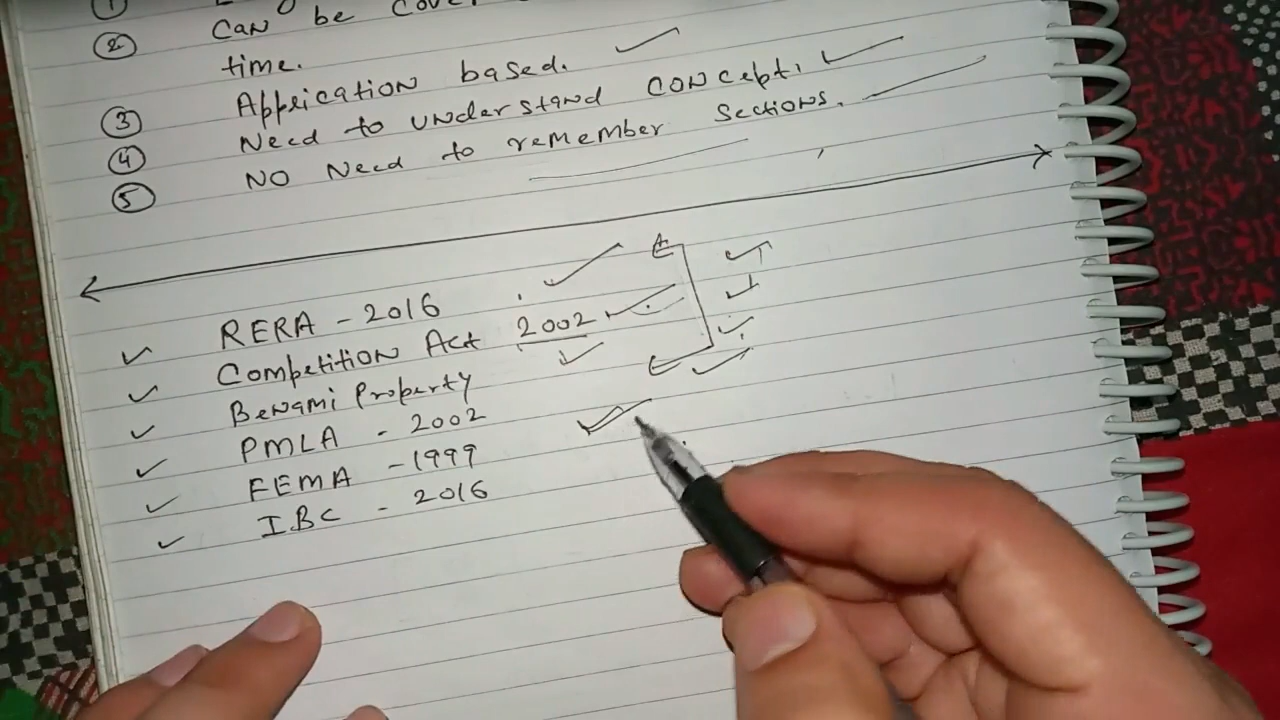 ①
② Can be
time.
③ Application based.
④ Need to understand concept.
⑤ NO Need to remember sections.
RERA - 2016
Competition Act 2002
Benami Property
PMLA - 2002
FEMA - 1999
IBC - 2016